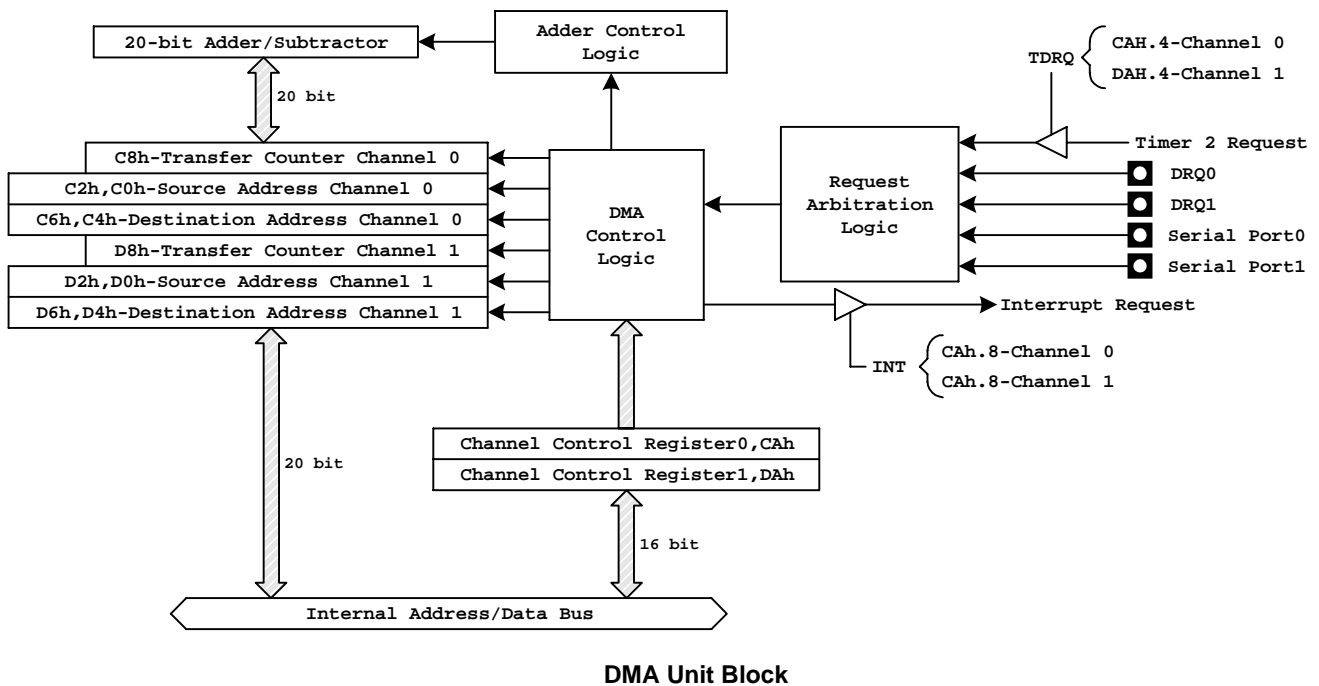 20-bit Adder/Subtractor
Adder Control
Logic
20 bit
TDRQ
CAH.4-Channel 0
DAH.4-Channel 1
C8h-Transfer Counter Channel 0
C2h,C0h-Source Address Channel 0
C6h,C4h-Destination Address Channel 0
D8h-Transfer Counter Channel 1
D2h,D0h-Source Address Channel 1
D6h,D4h-Destination Address Channel 1
DMA
Control
Logic
Request
Arbitration
Logic
Timer 2 Request
DRQ0
DRQ1
Serial Port0
Serial Port1
Interrupt Request
INT
CAh.8-Channel 0
CAh.8-Channel 1
Channel Control Register0,CAh
Channel Control Register1,DAh
20 bit
16 bit
Internal Address/Data Bus
DMA Unit Block